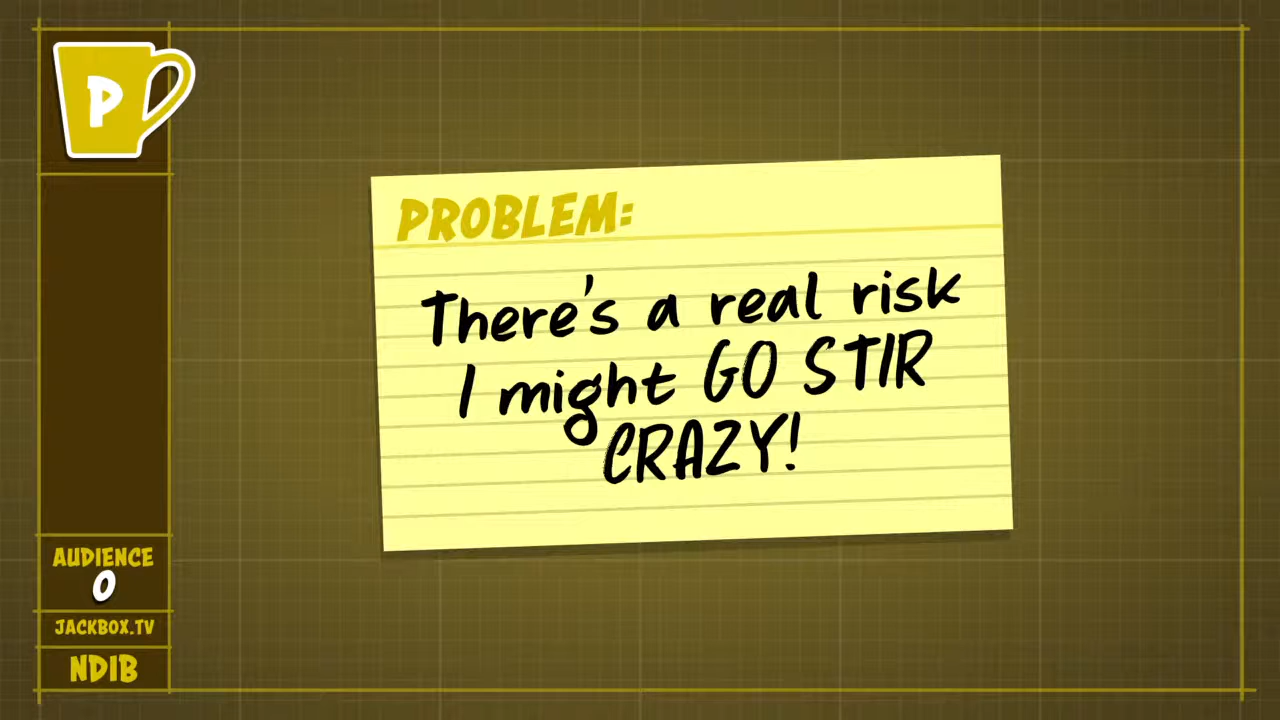 P
PROBLEM:
There's a real risk
I might GO STIR
CRAZY!
AUDIENCE
0
JACKBOX.TV
NDIB